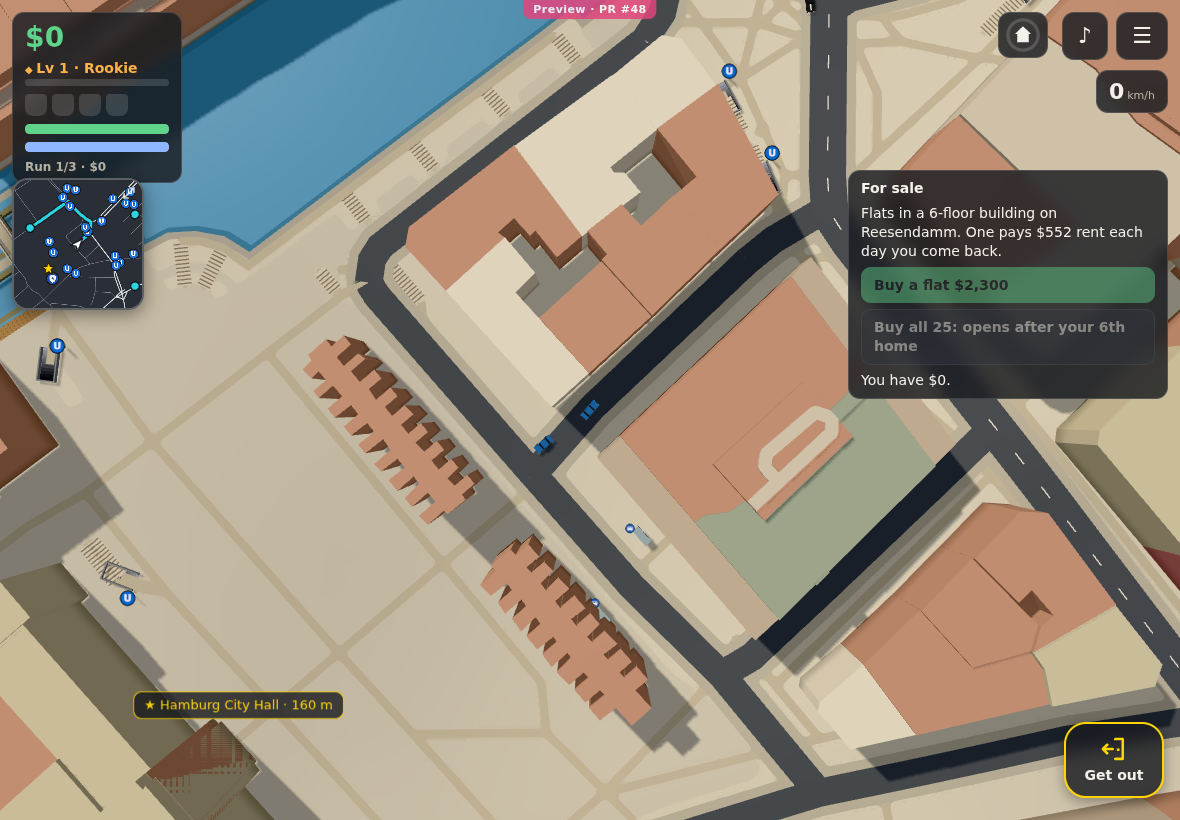 Preview · PR #48
$0
Lv 1 · Rookie
Run 1/3 · $0
0 km/h
For sale
Flats in a 6-floor building on
Reesendamm. One pays $552 rent each
day you come back.
Buy a flat $2,300
Buy all 25: opens after your 6th
home
You have $0.
U
U
U
U
★ Hamburg City Hall · 160 m
Get out